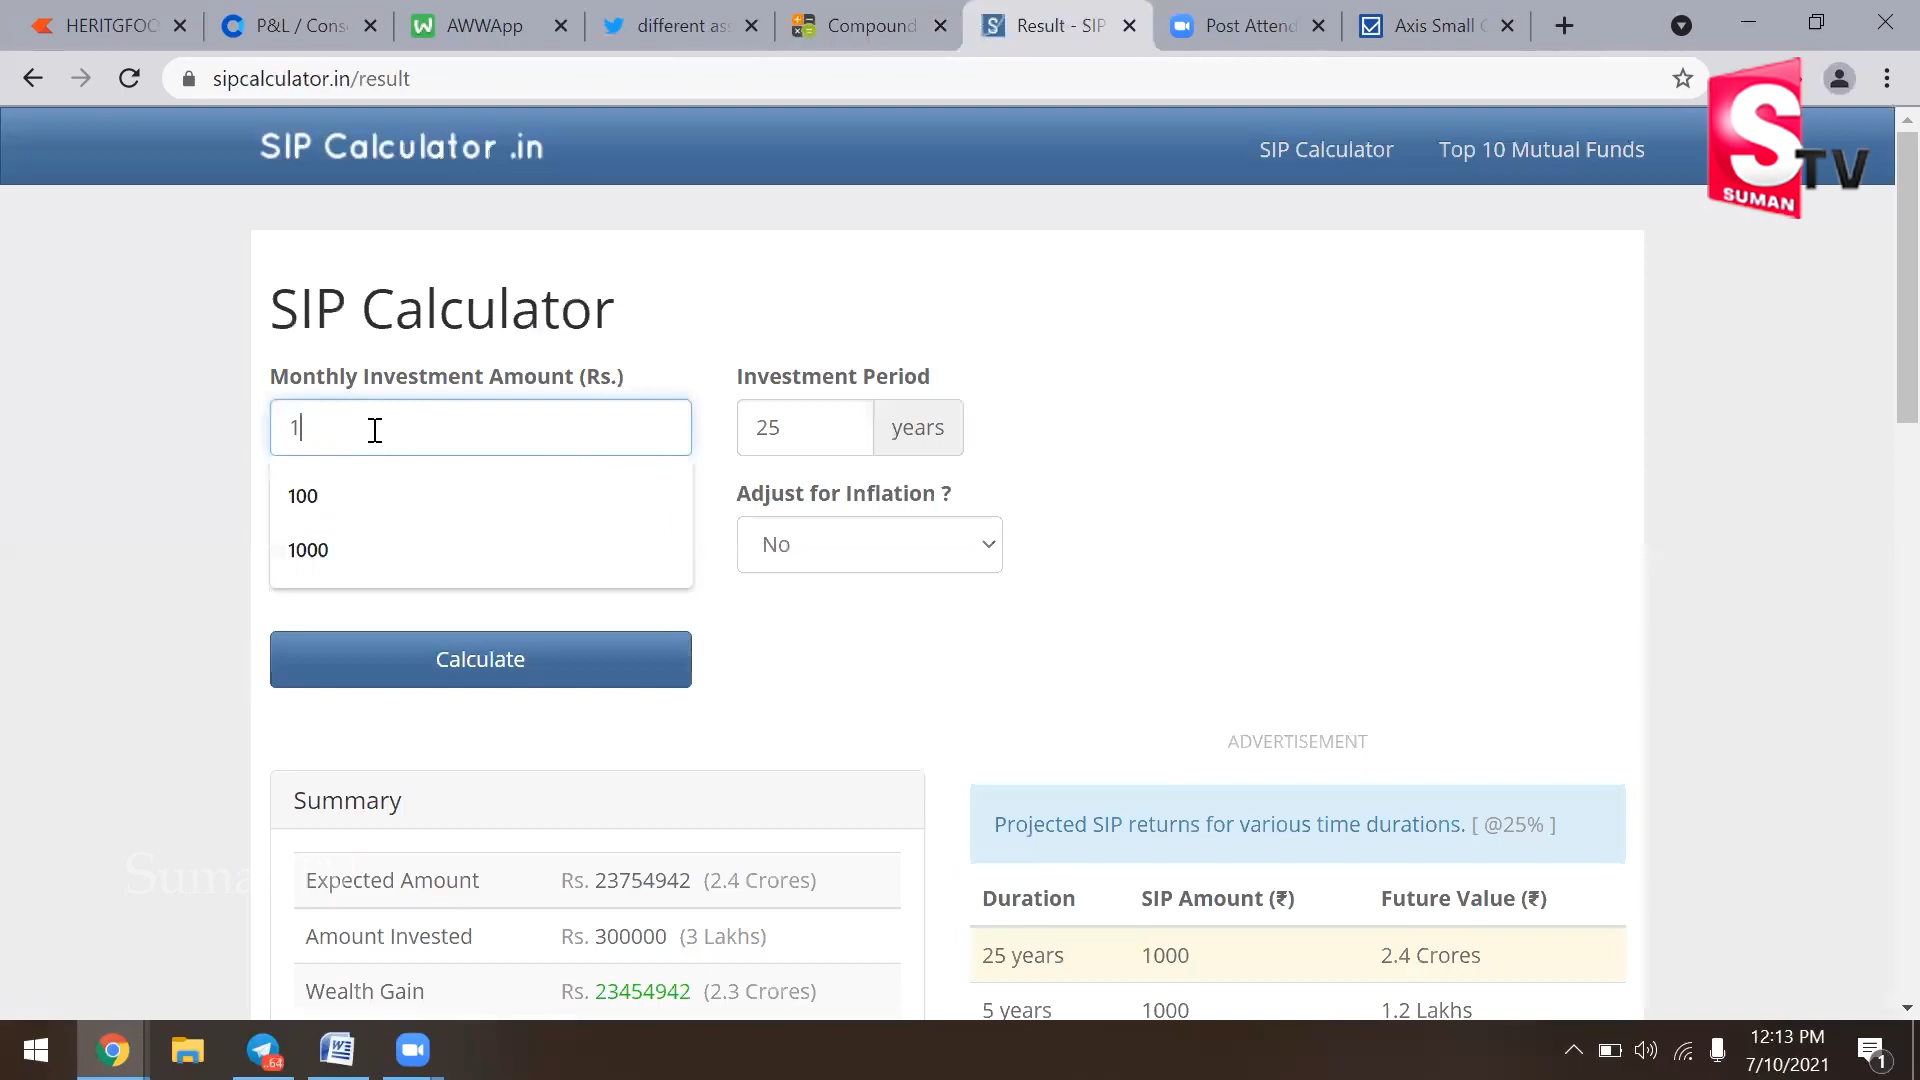 HERITGFOO
P&L / Cons
AWWApp
different ass
Compound
Result - SIP
Post Attend
Axis Small C
sipcalculator.in/result
SIP Calculator .in
SIP Calculator
Top 10 Mutual Funds
S TV
SUMAN
SIP Calculator
Monthly Investment Amount (Rs.)
Investment Period
1
25 years
100
1000
Adjust for Inflation ?
No
Calculate
ADVERTISEMENT
Summary
Projected SIP returns for various time durations. [ @25% ]
Expected Amount Rs. 23754942 (2.4 Crores)
Amount Invested Rs. 300000 (3 Lakhs)
Wealth Gain Rs. 23454942 (2.3 Crores)
Duration SIP Amount (₹) Future Value (₹)
25 years 1000 2.4 Crores
5 years 1000 1.2 Lakhs
..64
12:13 PM
7/10/2021
1